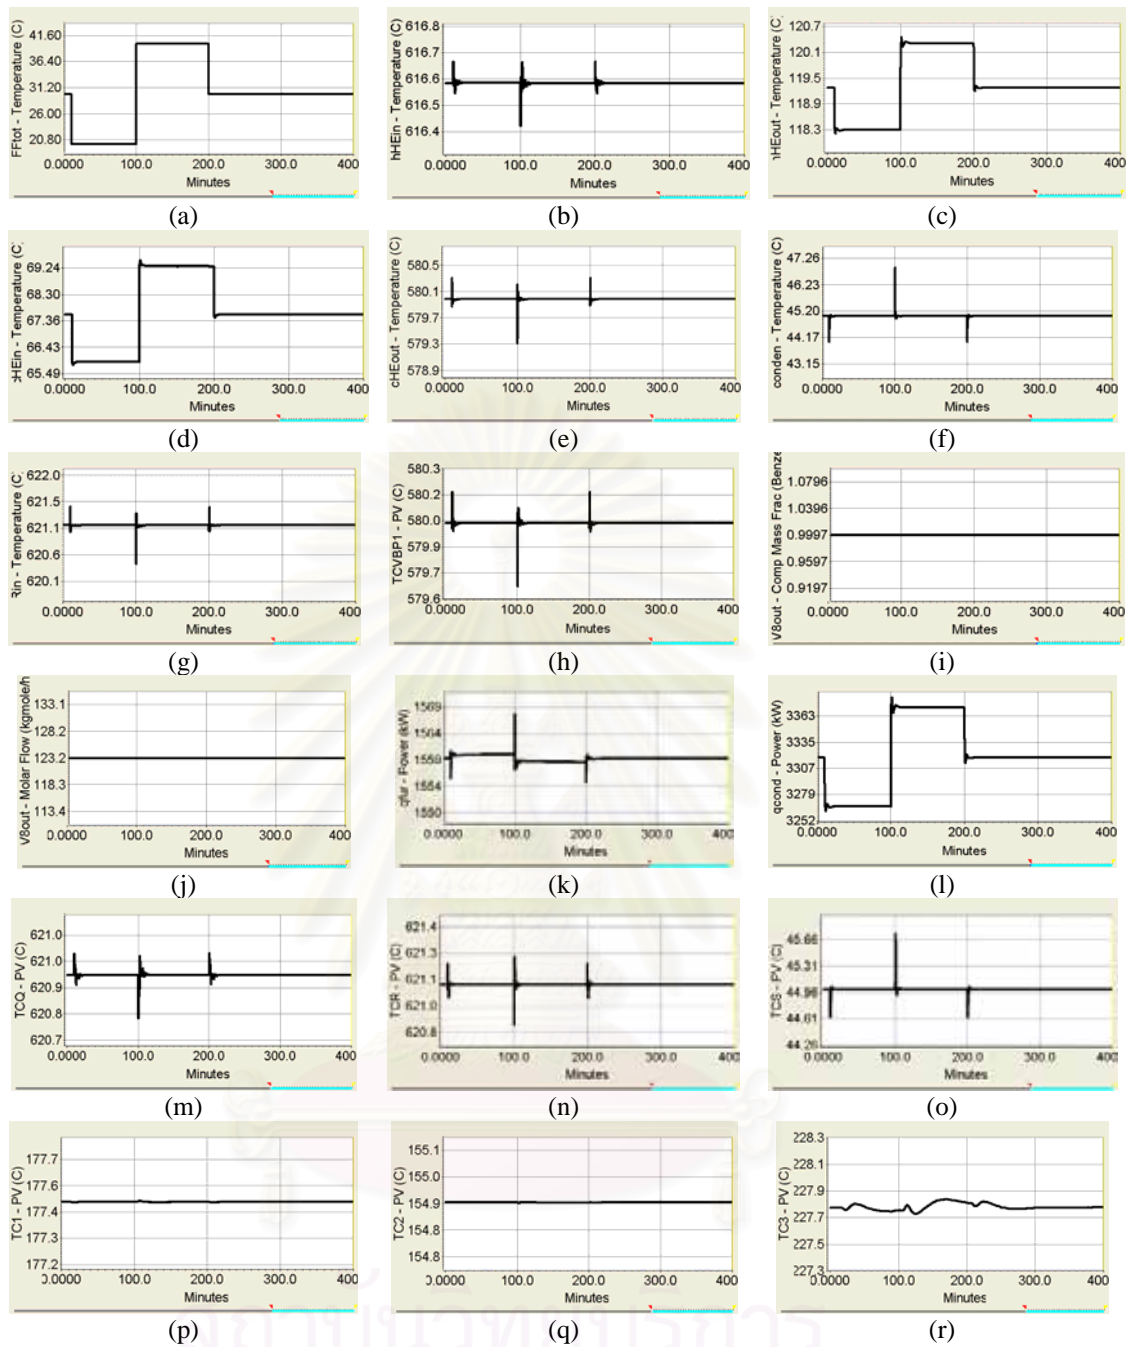 FFtot - Temperature (C)
41.60
36.40
31.20
26.00
20.80
0.0000 100.0 200.0 300.0 400
Minutes
(a)
hHEin - Temperature (C)
616.8
616.7
616.6
616.5
616.4
0.0000 100.0 200.0 300.0 400
Minutes
(b)
HEout - Temperature (C)
120.7
120.1
119.5
118.9
118.3
0.0000 100.0 200.0 300.0 400
Minutes
(c)
HEin - Temperature (C)
69.24
68.30
67.36
66.43
65.49
0.0000 100.0 200.0 300.0 400
Minutes
(d)
cHEout - Temperature (C)
580.5
580.1
579.7
579.3
578.9
0.0000 100.0 200.0 300.0 400
Minutes
(e)
conden - Temperature (C)
47.26
46.23
45.20
44.17
43.15
0.0000 100.0 200.0 300.0 400
Minutes
(f)
Rin - Temperature (C)
622.0
621.5
621.1
620.6
620.1
0.0000 100.0 200.0 300.0 400
Minutes
(g)
TCVBP1 - PV (C)
580.3
580.2
580.0
579.9
579.7
579.6
0.0000 100.0 200.0 300.0 400
Minutes
(h)
V8out - Comp Mass Frac (Benze
1.0796
1.0396
0.9997
0.9597
0.9197
0.0000 100.0 200.0 300.0 400
Minutes
(i)
V8out - Molar Flow (kgmole/h
133.1
128.2
123.2
118.3
113.4
0.0000 100.0 200.0 300.0 400
Minutes
(j)
qfur - Power (kW)
1569
1564
1559
1554
1550
0.0000 100.0 200.0 300.0 400
Minutes
(k)
qcond - Power (kW)
3363
3335
3307
3279
3252
0.0000 100.0 200.0 300.0 400
Minutes
(l)
TCQ - PV (C)
621.0
621.0
620.9
620.8
620.7
0.0000 100.0 200.0 300.0 400
Minutes
(m)
TCR - PV (C)
621.4
621.3
621.1
621.0
620.8
0.0000 100.0 200.0 300.0 400
Minutes
(n)
TCS - PV (C)
45.66
45.31
44.96
44.61
44.26
0.0000 100.0 200.0 300.0 400
Minutes
(o)
TC1 - PV (C)
177.7
177.6
177.4
177.3
177.2
0.0000 100.0 200.0 300.0 400
Minutes
(p)
TC2 - PV (C)
155.1
155.0
154.9
154.8
154.8
0.0000 100.0 200.0 300.0 400
Minutes
(q)
TC3 - PV (C)
228.3
228.1
227.9
227.7
227.5
227.3
0.0000 100.0 200.0 300.0 400
Minutes
(r)